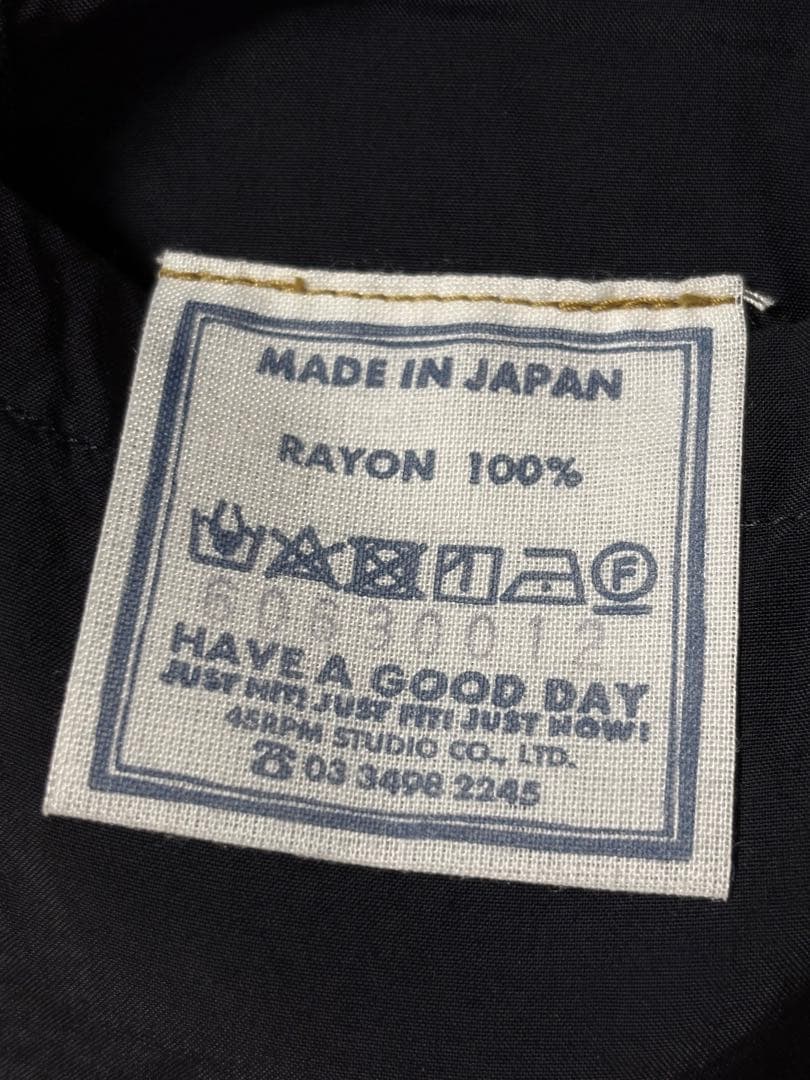 MADE IN JAPAN
RAYON 100%
F
60630012
HAVE A GOOD DAY
JUST HIT! JUST FIT! JUST NOW!
45RPM STUDIO CO., LTD.
☎ 03 3498 2245